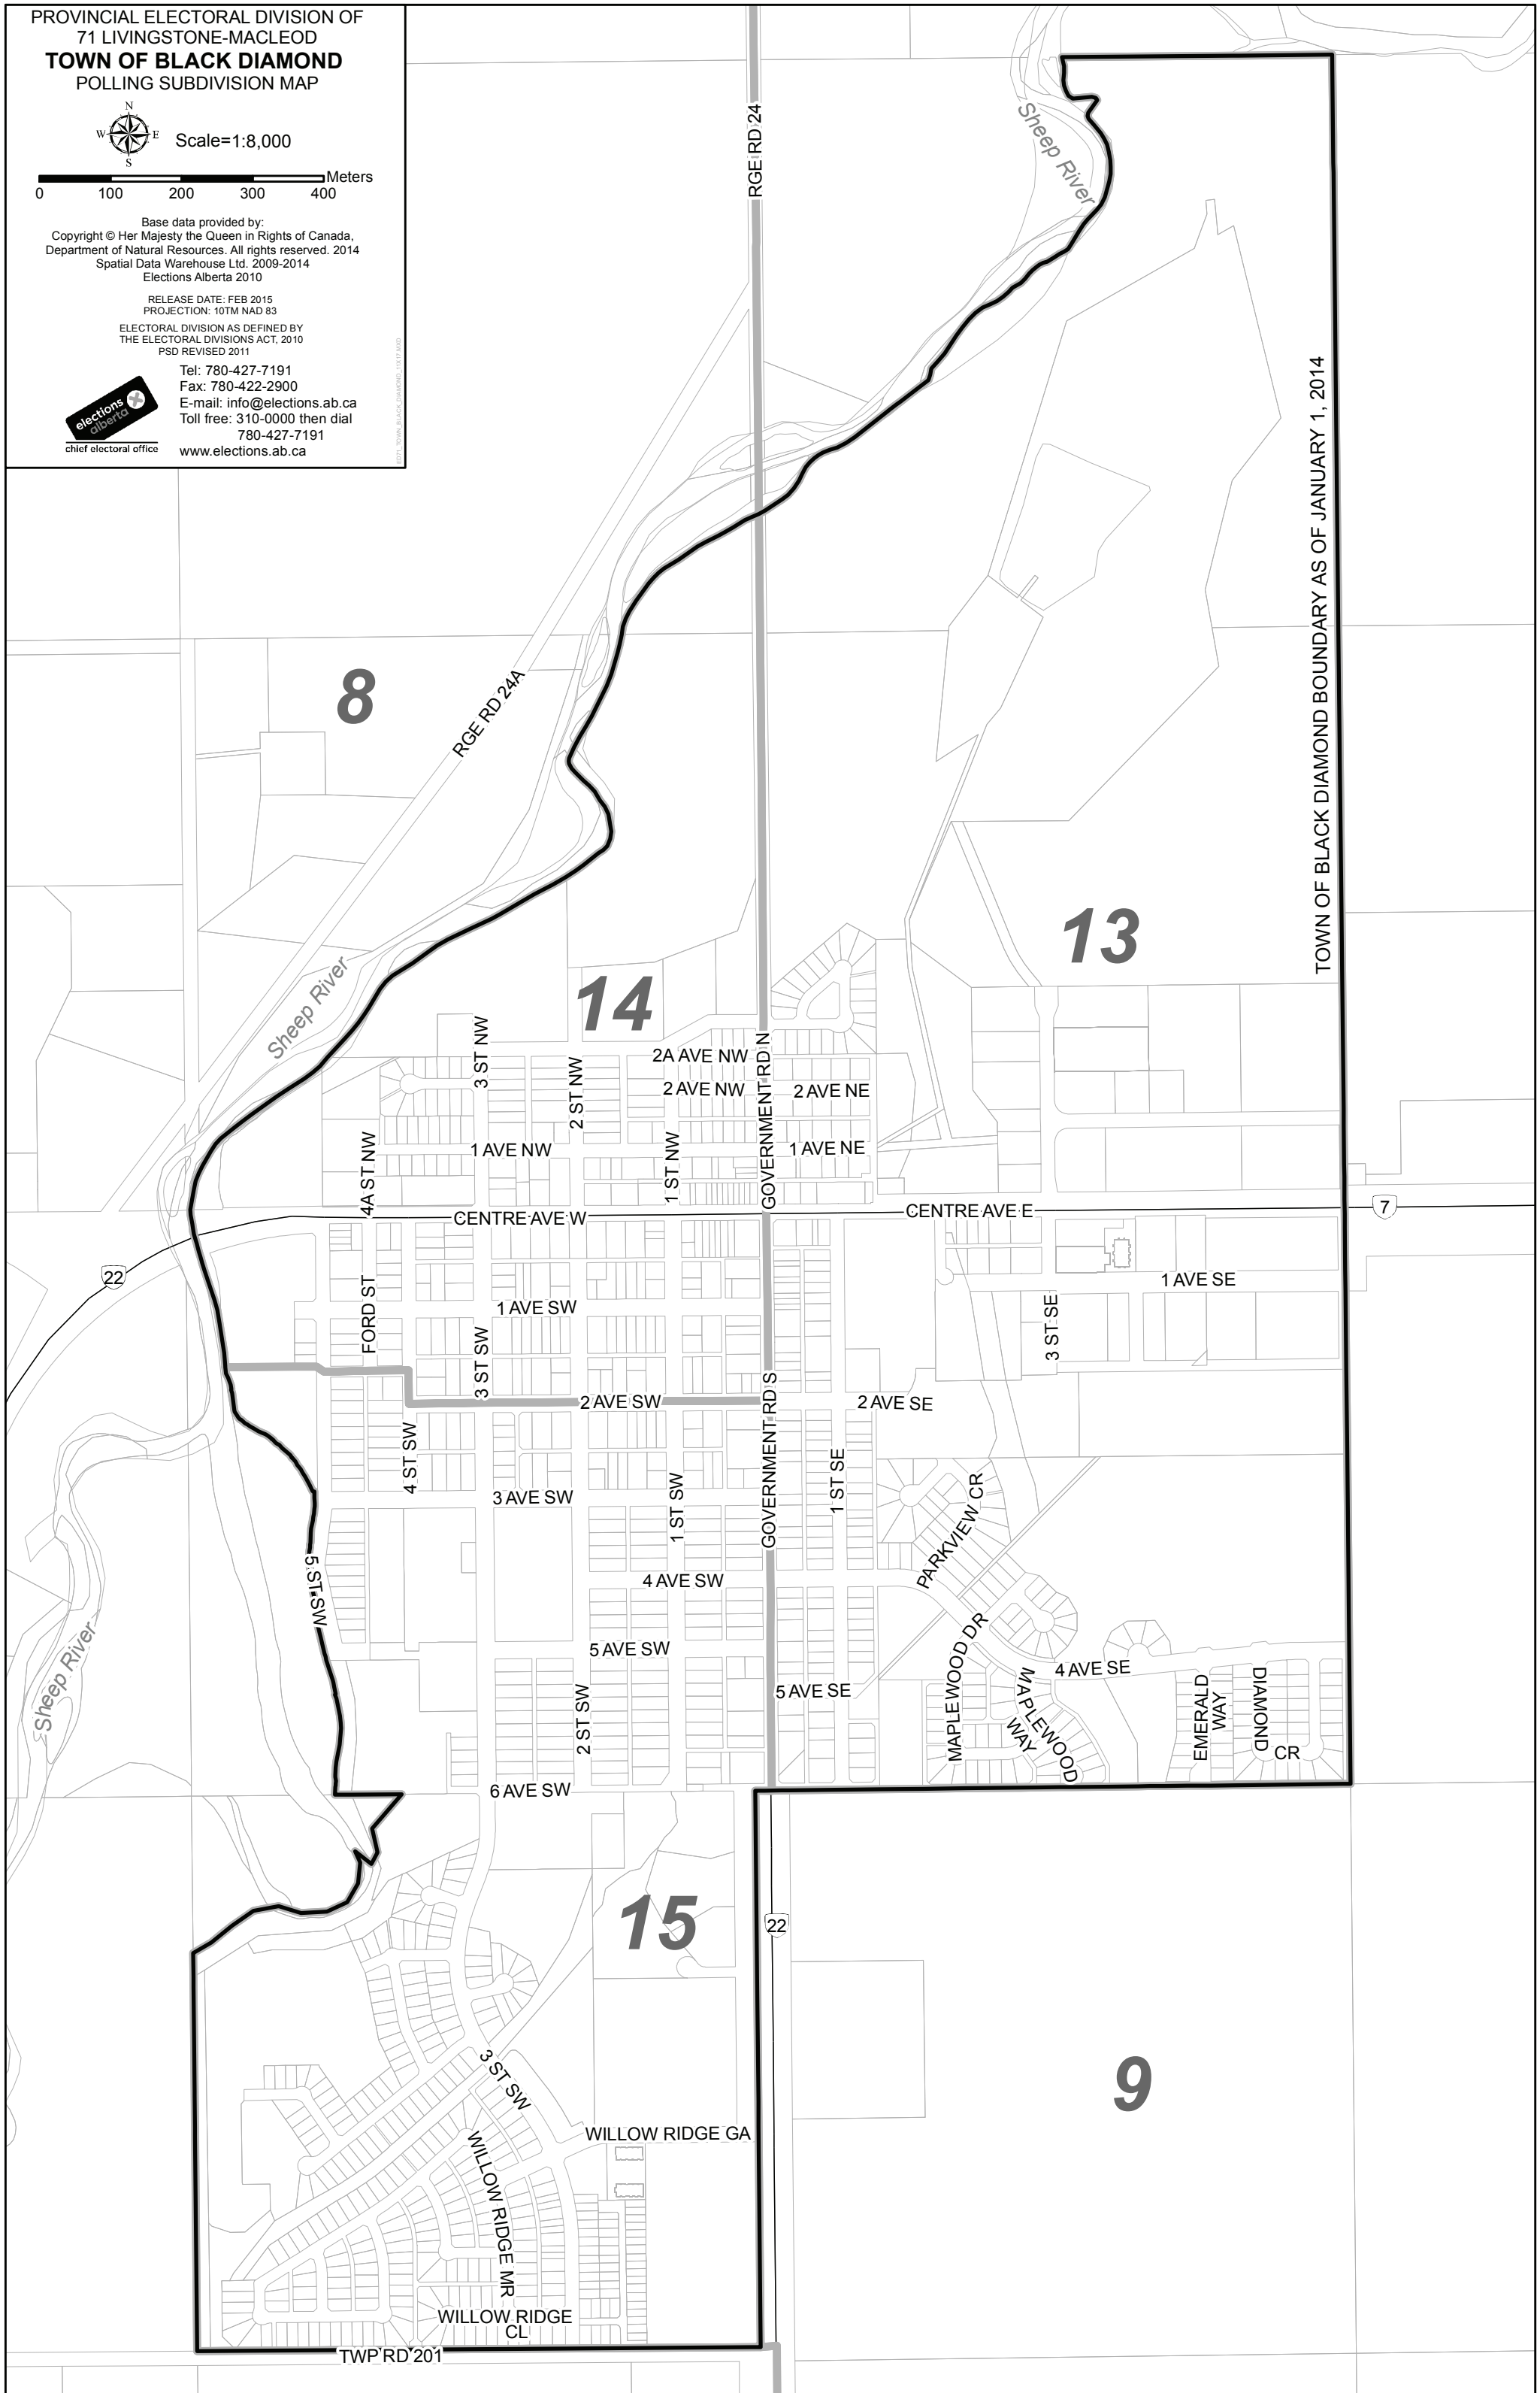 PROVINCIAL ELECTORAL DIVISION OF
71 LIVINGSTONE-MACLEOD
TOWN OF BLACK DIAMOND
POLLING SUBDIVISION MAP
N
W E
S
Scale=1:8,000
Meters
0 100 200 300 400
Base data provided by:
Copyright © Her Majesty the Queen in Rights of Canada,
Department of Natural Resources. All rights reserved. 2014
Spatial Data Warehouse Ltd. 2009-2014
Elections Alberta 2010
RELEASE DATE: FEB 2015
PROJECTION: 10TM NAD 83
ELECTORAL DIVISION AS DEFINED BY
THE ELECTORAL DIVISIONS ACT, 2010
PSD REVISED 2011
elections
alberta
chief electoral office
Tel: 780-427-7191
Fax: 780-422-2900
E-mail: info@elections.ab.ca
Toll free: 310-0000 then dial
780-427-7191
www.elections.ab.ca
RGE RD 24
Sheep River
TOWN OF BLACK DIAMOND BOUNDARY AS OF JANUARY 1, 2014
8
RGE RD 24A
13
14
Sheep River
3 ST NW
2 ST NW
2A AVE NW
GOVERNMENT RD N
2 AVE NW
2 AVE NE
4A ST NW
1 AVE NW
1 ST NW
1 AVE NE
CENTRE AVE W
CENTRE AVE E
7
22
FORD ST
1 AVE SW
1 AVE SE
3 ST SW
3 ST SE
2 AVE SW
GOVERNMENT RD S
2 AVE SE
4 ST SW
3 AVE SW
1 ST SW
1 ST SE
PARKVIEW CR
5 ST SW
4 AVE SW
5 AVE SW
Sheep River
2 ST SW
5 AVE SE
MAPLEWOOD DR
MAPLEWOOD
WAY
4 AVE SE
EMERALD
WAY
DIAMOND
CR
6 AVE SW
15
22
9
3 ST SW
WILLOW RIDGE GA
WILLOW RIDGE MR
WILLOW RIDGE
CL
TWP RD 201